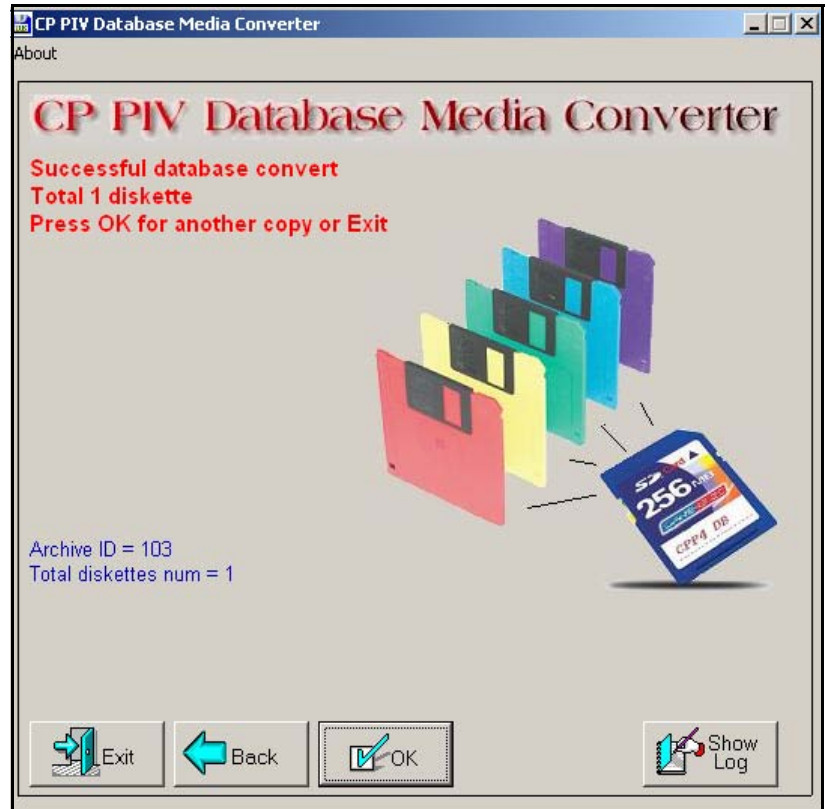 CP PIV Database Media Converter
About
CP PIV Database Media Converter
Successful database convert
Total 1 diskette
Press OK for another copy or Exit
SD Card
256 MB
CPP4 DB
Archive ID = 103
Total diskettes num = 1
Exit
Back
OK
Show
Log